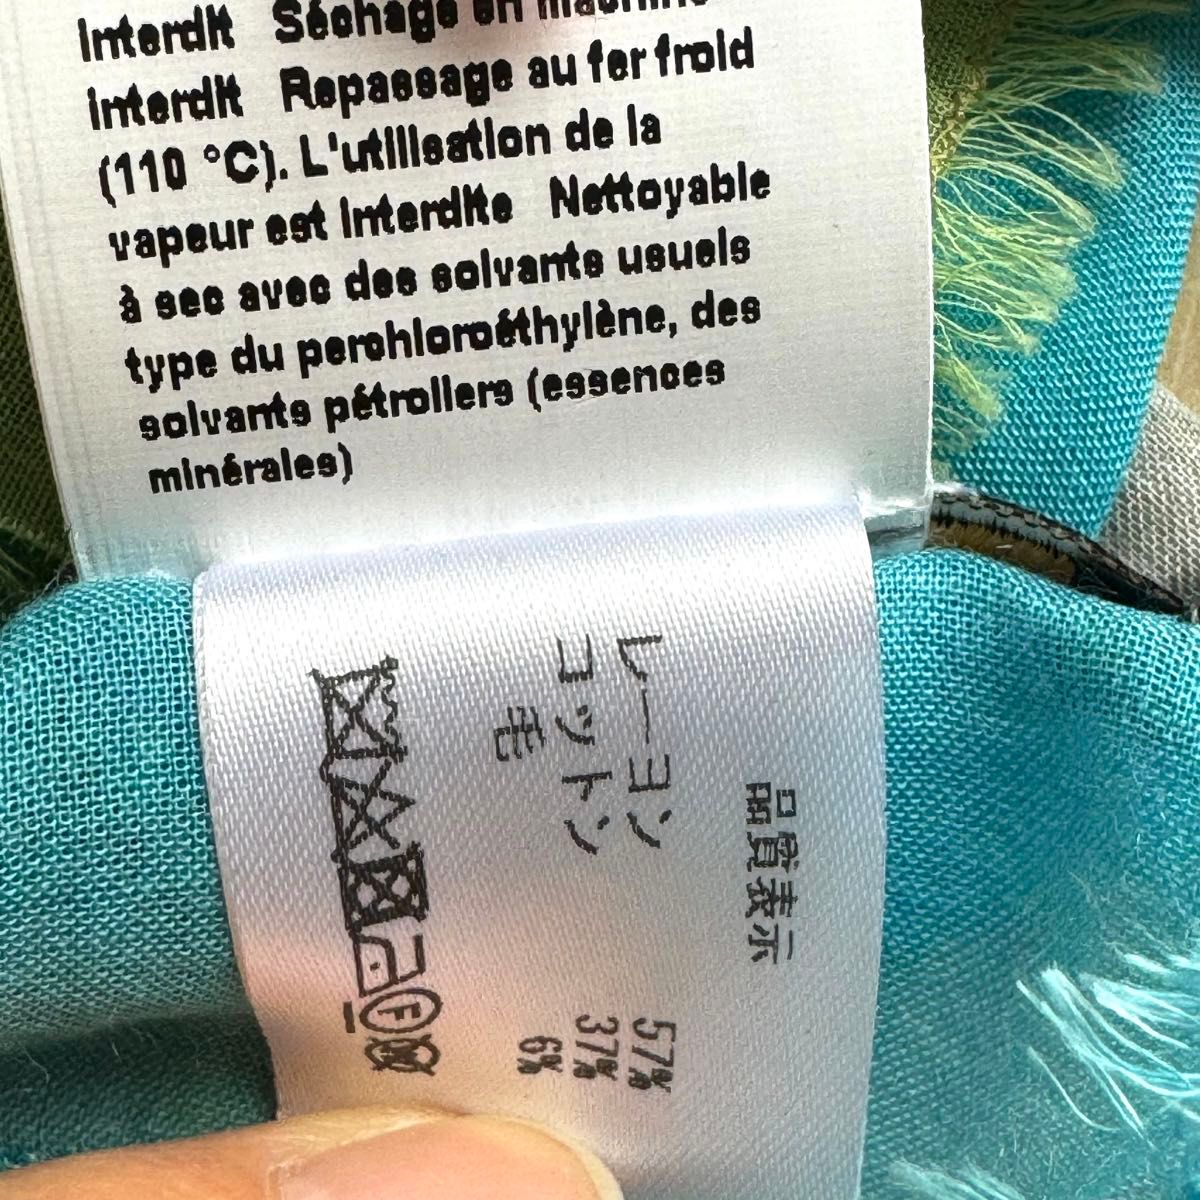 Interdit Séchage en machine
interdit Repassage au fer froid
(110 °C). L'utilisation de la
vapeur est interdite Nettoyable
à sec avec des solvants usuels
type du perchloroéthylène, des
solvants pétroliers (essences
minérales)
品質表示
レーヨン 57%
コットン 37%
毛 6%
F
W